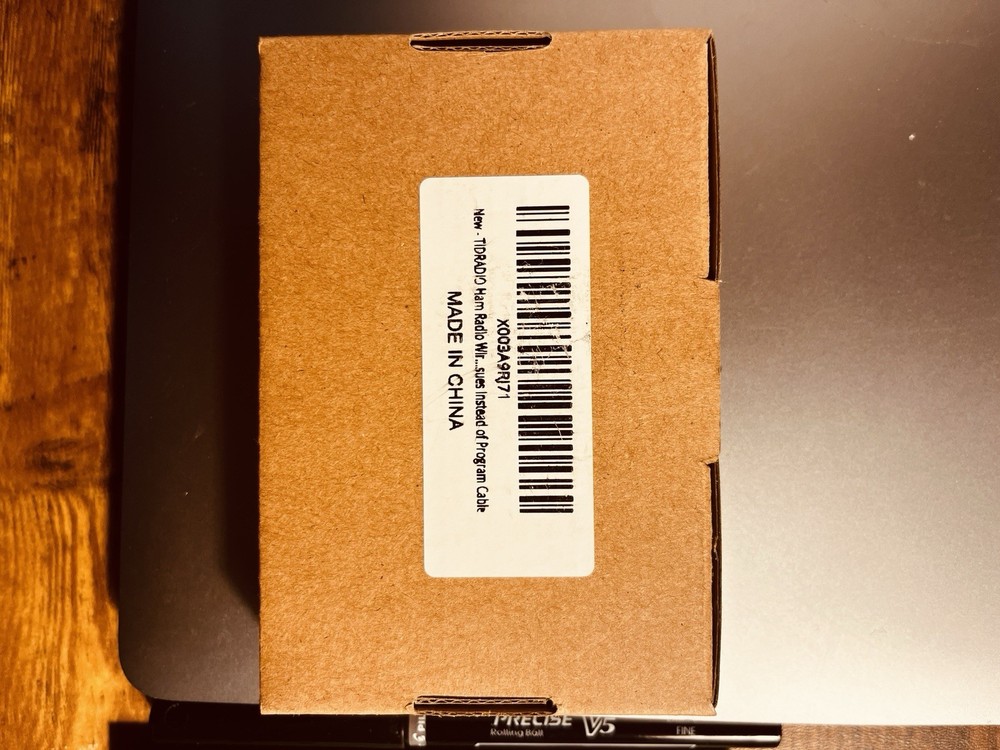 X003A9RJ71
New - TIDRADIO Ham Radio Wir...sues Instead of Program Cable
MADE IN CHINA
PRECISE V5
Rolling Ball
FINE